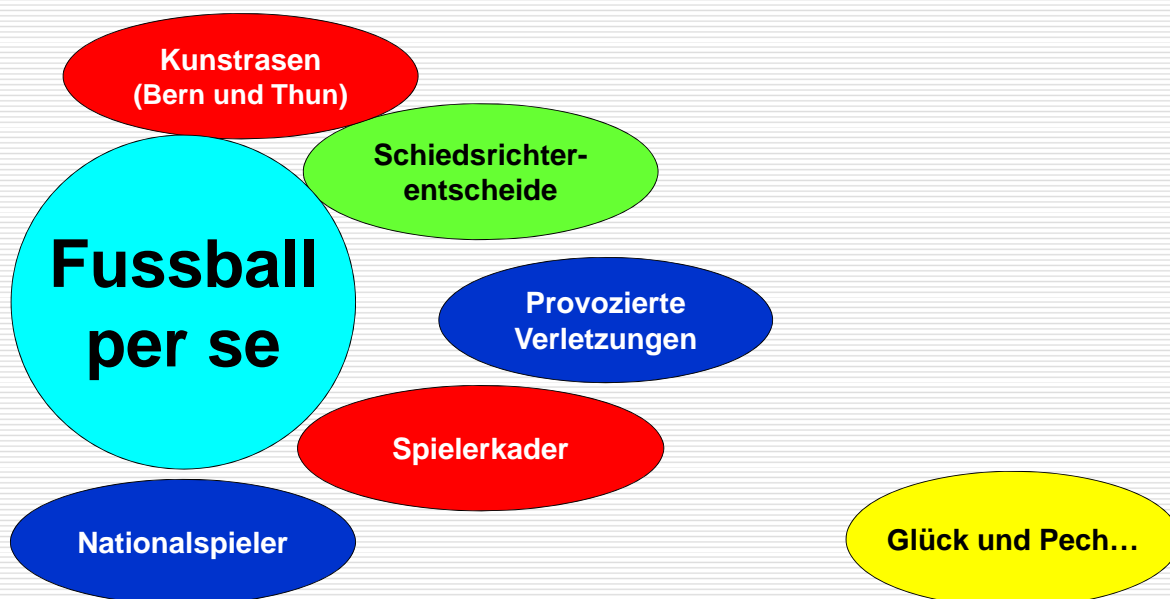 Kunstrasen
(Bern und Thun)
Schiedsrichter-
entscheide
Fussball
per se
Provozierte
Verletzungen
Spielerkader
Nationalspieler
Glück und Pech…